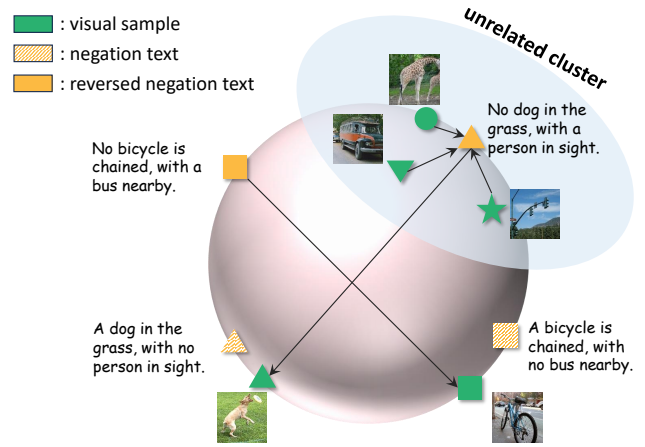 : visual sample
: negation text
: reversed negation text
unrelated cluster
No dog in the
grass, with a
person in sight.
No bicycle is
chained, with a
bus nearby.
A dog in the
grass, with no
person in sight.
A bicycle is
chained, with
no bus nearby.